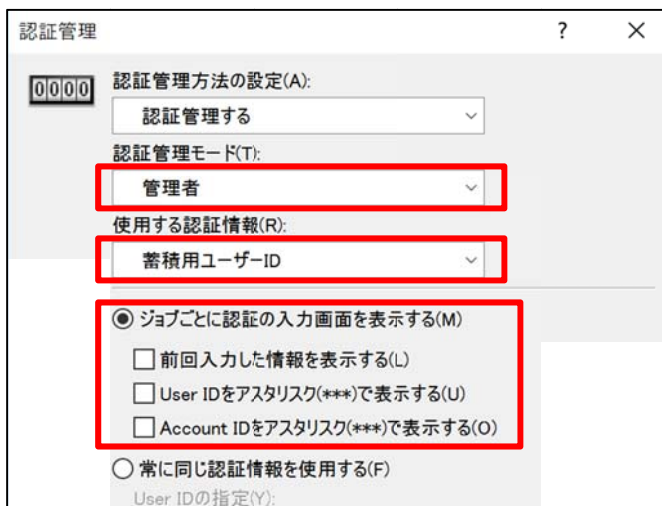 認証管理 ? ×
0000
認証管理方法の設定(A):
認証管理する
認証管理モード(T):
管理者
使用する認証情報(R):
蓄積用ユーザーID
ジョブごとに認証の入力画面を表示する(M)
前回入力した情報を表示する(L)
User IDをアスタリスク(***)で表示する(U)
Account IDをアスタリスク(***)で表示する(O)
常に同じ認証情報を使用する(F)
User IDの指定(Y):